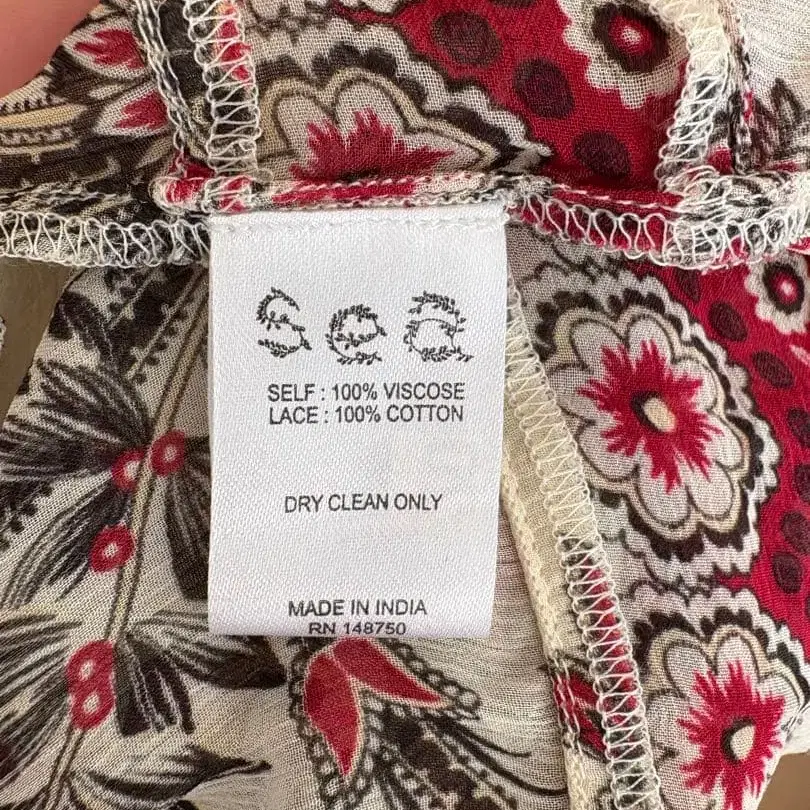 Sea
SELF : 100% VISCOSE
LACE : 100% COTTON
DRY CLEAN ONLY
MADE IN INDIA
RN 148750